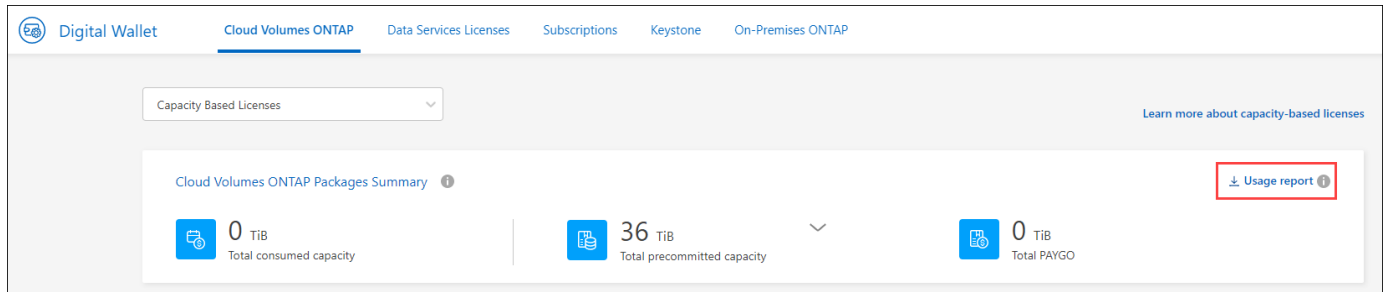 Digital Wallet
Cloud Volumes ONTAP
Data Services Licenses
Subscriptions
Keystone
On-Premises ONTAP
Capacity Based Licenses
Learn more about capacity-based licenses
Cloud Volumes ONTAP Packages Summary
Usage report
0 TiB
Total consumed capacity
36 TiB
Total precommitted capacity
0 TiB
Total PAYGO